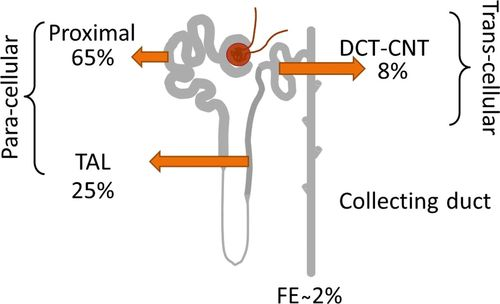 Para-cellular
Proximal
65%
TAL
25%
DCT-CNT
8%
Trans-cellular
Collecting duct
FE~2%